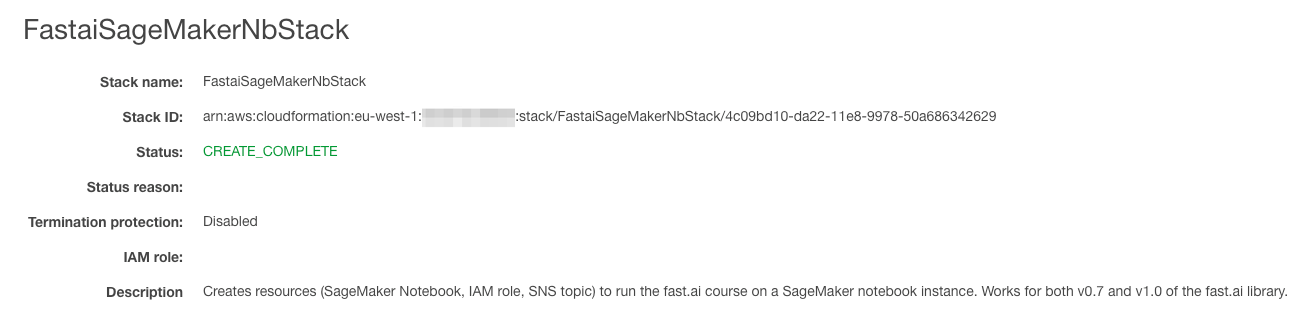 FastaiSageMakerNbStack
Stack name: FastaiSageMakerNbStack
Stack ID: arn:aws:cloudformation:eu-west-1: :stack/FastaiSageMakerNbStack/4c09bd10-da22-11e8-9978-50a686342629
Status: CREATE_COMPLETE
Status reason:
Termination protection: Disabled
IAM role:
Description Creates resources (SageMaker Notebook, IAM role, SNS topic) to run the fast.ai course on a SageMaker notebook instance. Works for both v0.7 and v1.0 of the fast.ai library.